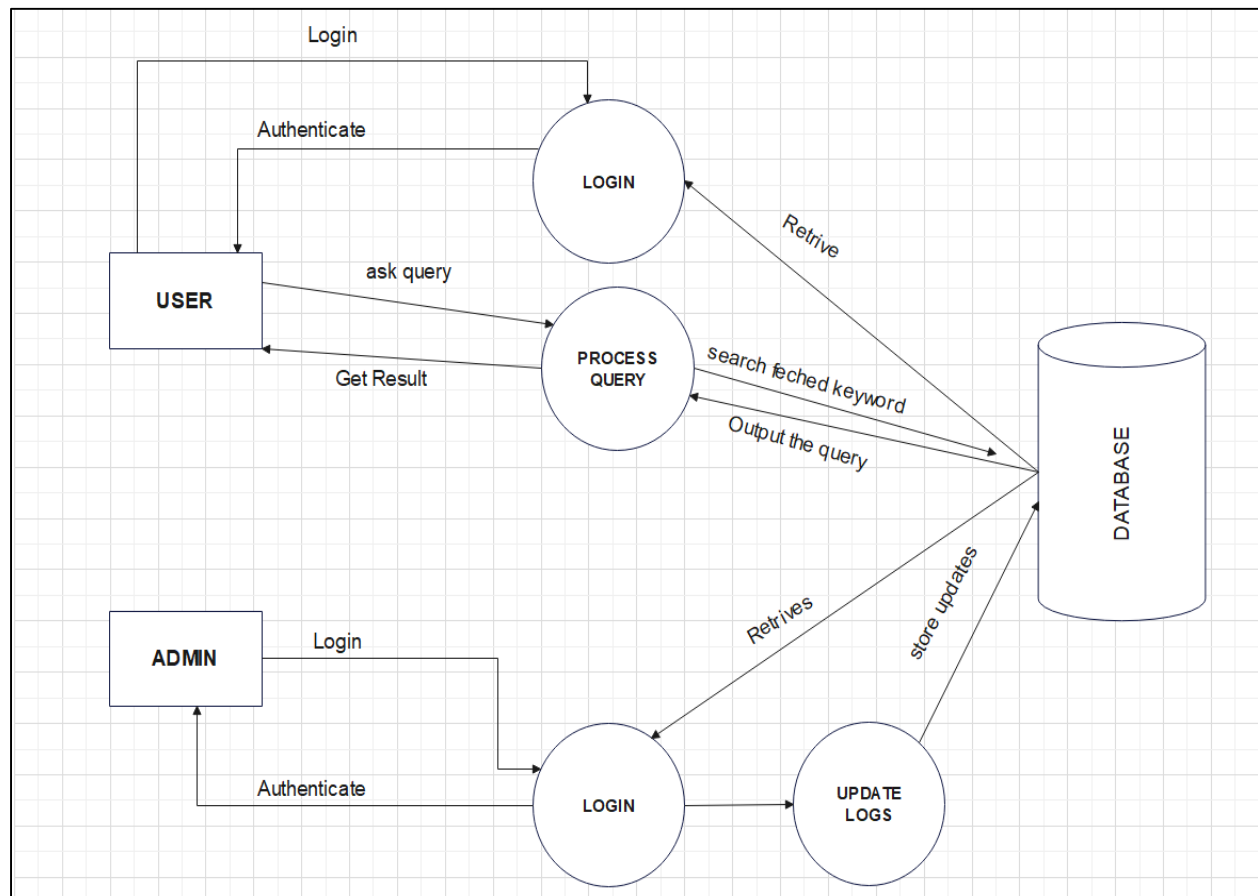 Login
Authenticate
LOGIN
Retrive
ask query
USER
PROCESS
QUERY
search feched keyword
Get Result
Output the query
DATABASE
store updates
Retrives
ADMIN
Login
Authenticate
LOGIN
UPDATE
LOGS